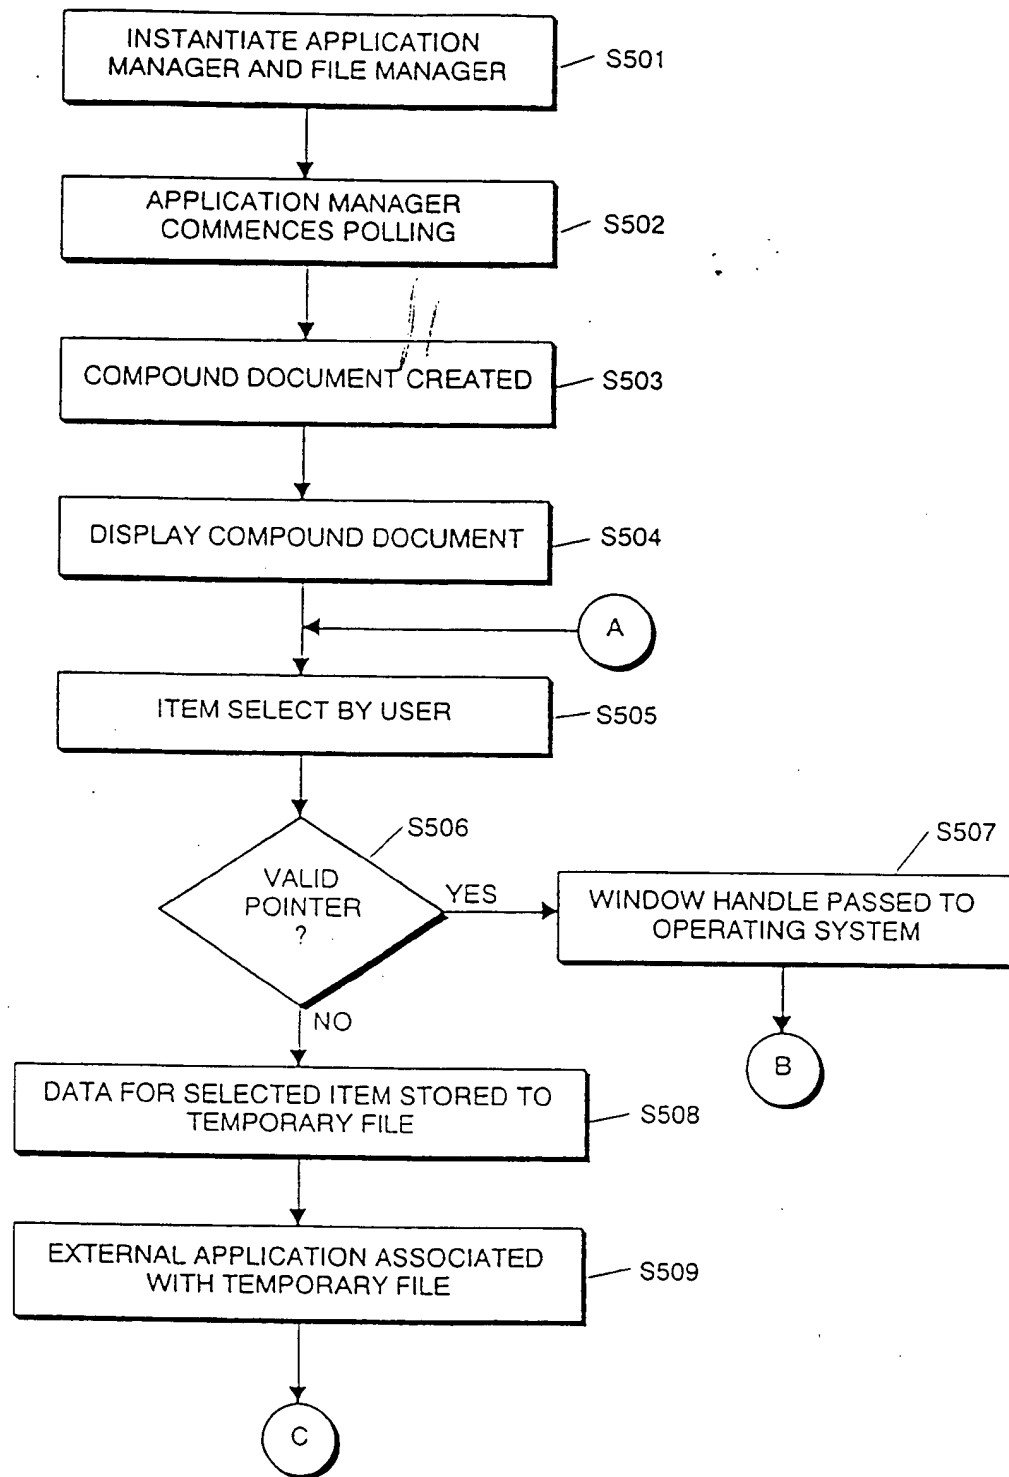 INSTANTIATE APPLICATION
MANAGER AND FILE MANAGER
S501
APPLICATION MANAGER
COMMENCES POLLING
S502
COMPOUND DOCUMENT CREATED
S503
DISPLAY COMPOUND DOCUMENT
S504
A
ITEM SELECT BY USER
S505
S506
VALID
POINTER
?
YES
S507
WINDOW HANDLE PASSED TO
OPERATING SYSTEM
NO
B
DATA FOR SELECTED ITEM STORED TO
TEMPORARY FILE
S508
EXTERNAL APPLICATION ASSOCIATED
WITH TEMPORARY FILE
S509
C